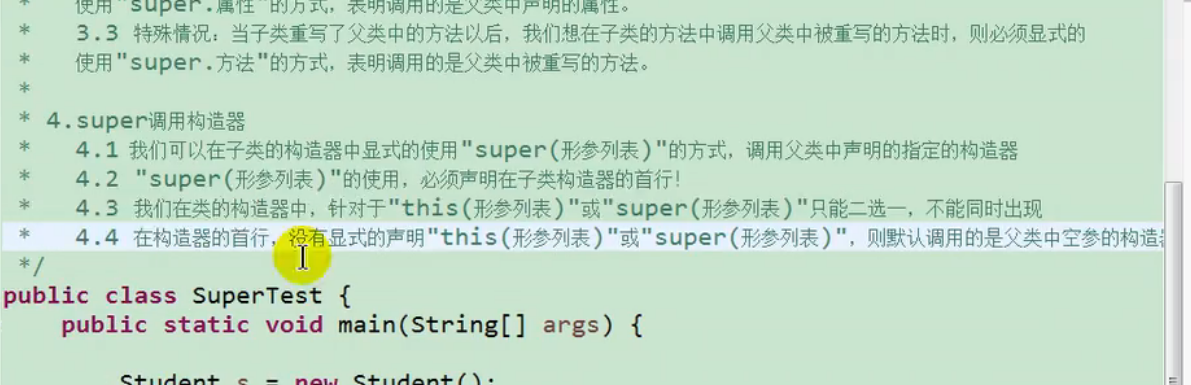 * 使用"super.属性"的方式，表明调用的是父类中声明的属性。
* 3.3 特殊情况：当子类重写了父类中的方法以后，我们想在子类的方法中调用父类中被重写的方法时，则必须显式的
* 使用"super.方法"的方式，表明调用的是父类中被重写的方法。
*
* 4.super调用构造器
* 4.1 我们可以在子类的构造器中显式的使用"super(形参列表)"的方式，调用父类中声明的指定的构造器
* 4.2 "super(形参列表)"的使用，必须声明在子类构造器的首行！
* 4.3 我们在类的构造器中，针对于"this(形参列表)"或"super(形参列表)"只能二选一，不能同时出现
* 4.4 在构造器的首行，没有显式的声明"this(形参列表)"或"super(形参列表)"，则默认调用的是父类中空参的构造
*/
public class SuperTest {
public static void main(String[] args) {
Student s = new Student();